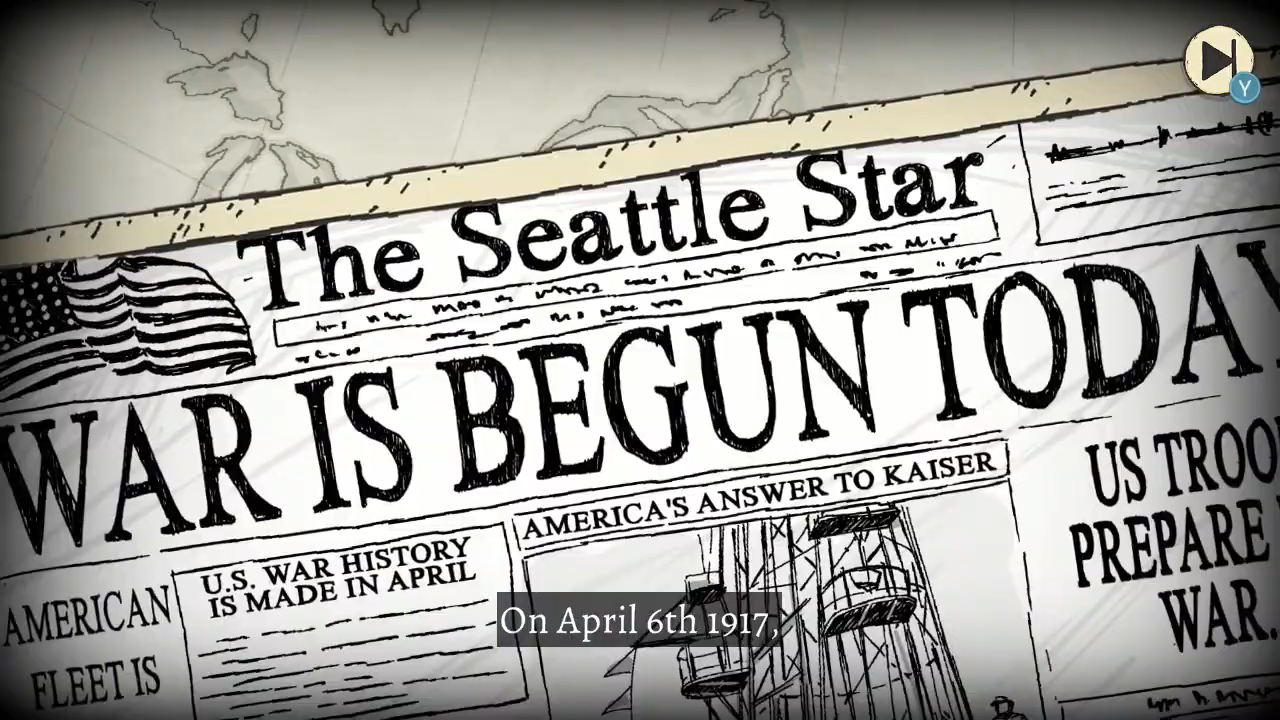 Y
The Seattle Star
WAR IS BEGUN TODAY
AMERICA'S ANSWER TO KAISER
US TROO
PREPARE
WAR.
U.S. WAR HISTORY
IS MADE IN APRIL
AMERICAN
FLEET IS
On April 6th 1917,